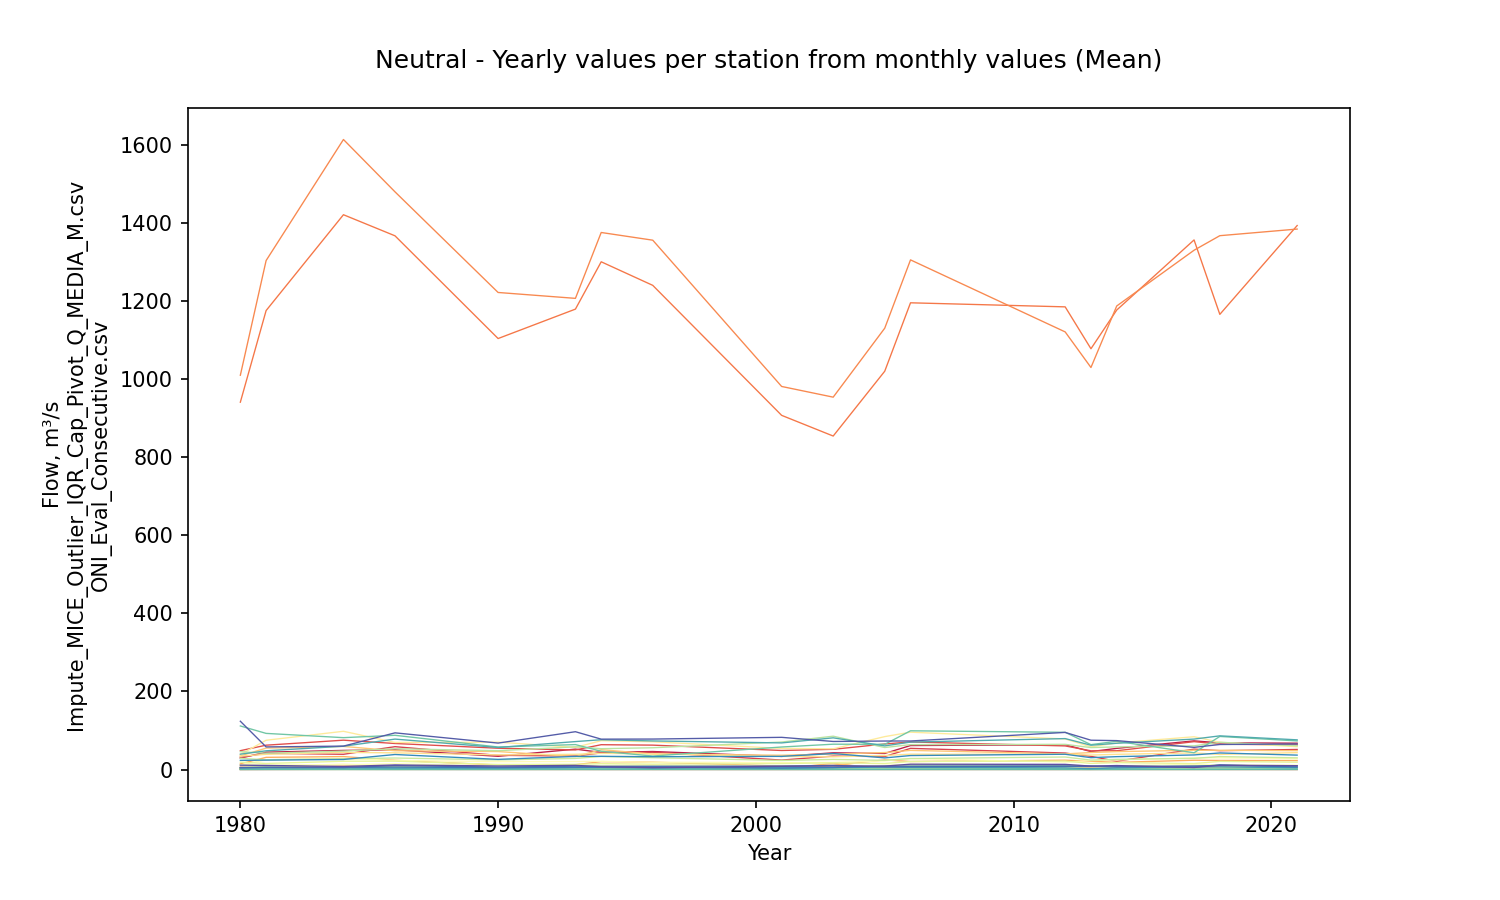 Neutral - Yearly values per station from monthly values (Mean)
Flow, m³/s
Impute_MICE_Outlier_IQR_Cap_Pivot_Q_MEDIA_M.csv
ONI_Eval_Consecutive.csv
1600
1400
1200
1000
800
600
400
200
0
1980
1990
2000
2010
2020
Year